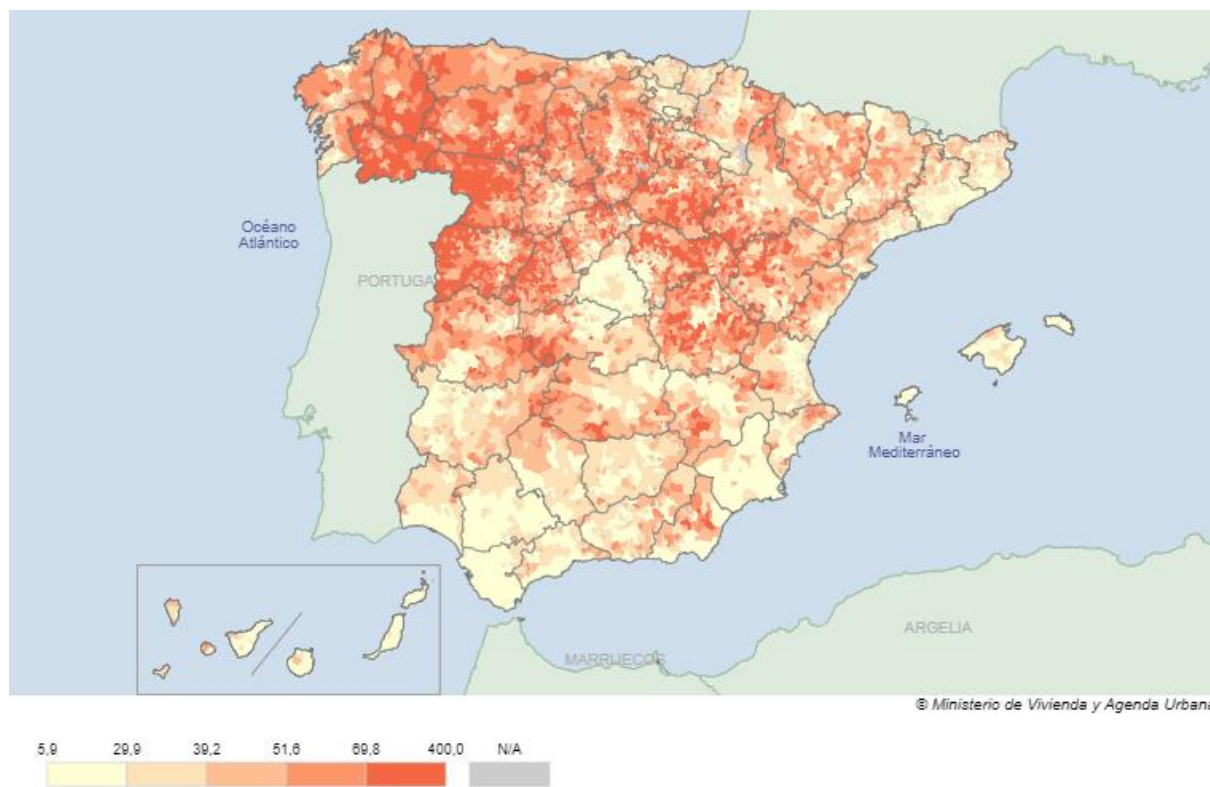 Océano
Atlántico
PORTUGA
Mar
Mediterráneo
ARGELIA
MARRUECOS
© Ministerio de Vivienda y Agenda Urbana
5,9 29,9 39,2 51,6 69,8 400,0 N/A